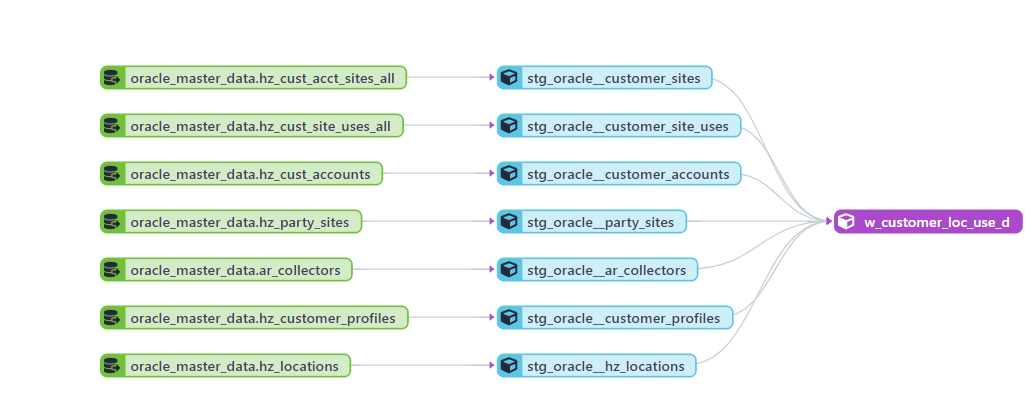 oracle_master_data.hz_cust_acct_sites_all
stg_oracle__customer_sites
oracle_master_data.hz_cust_site_uses_all
stg_oracle__customer_site_uses
oracle_master_data.hz_cust_accounts
stg_oracle__customer_accounts
oracle_master_data.hz_party_sites
stg_oracle__party_sites
w_customer_loc_use_d
oracle_master_data.ar_collectors
stg_oracle__ar_collectors
oracle_master_data.hz_customer_profiles
stg_oracle__customer_profiles
oracle_master_data.hz_locations
stg_oracle__hz_locations